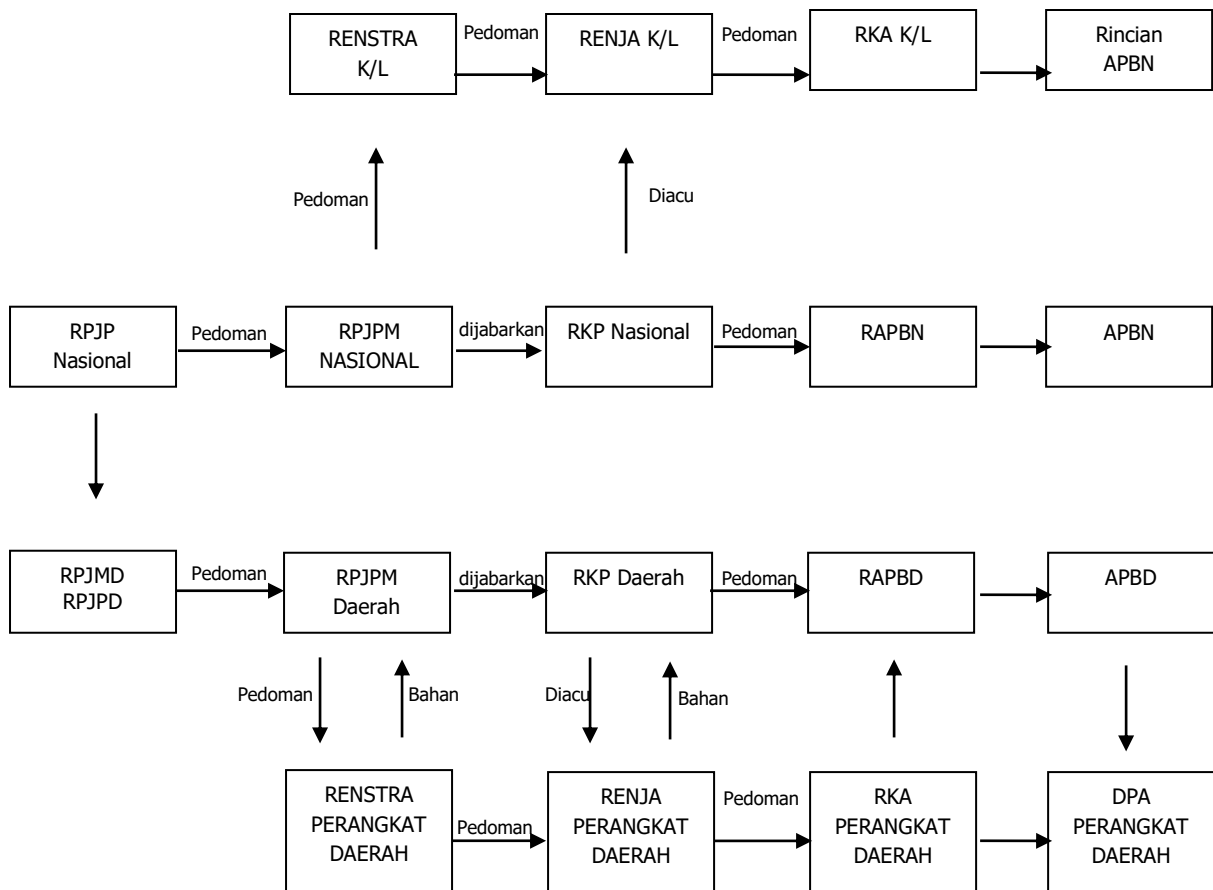 RENSTRA
K/L
Pedoman
RENJA K/L
Pedoman
RKA K/L
Rincian
APBN
Pedoman
Diacu
RPJP
Nasional
Pedoman
RPJPM
NASIONAL
dijabarkan
RKP Nasional
Pedoman
RAPBN
APBN
RPJMD
RPJPD
Pedoman
RPJPM
Daerah
dijabarkan
RKP Daerah
Pedoman
RAPBD
APBD
Pedoman
Bahan
Diacu
Bahan
RENSTRA
PERANGKAT
DAERAH
Pedoman
RENJA
PERANGKAT
DAERAH
Pedoman
RKA
PERANGKAT
DAERAH
DPA
PERANGKAT
DAERAH